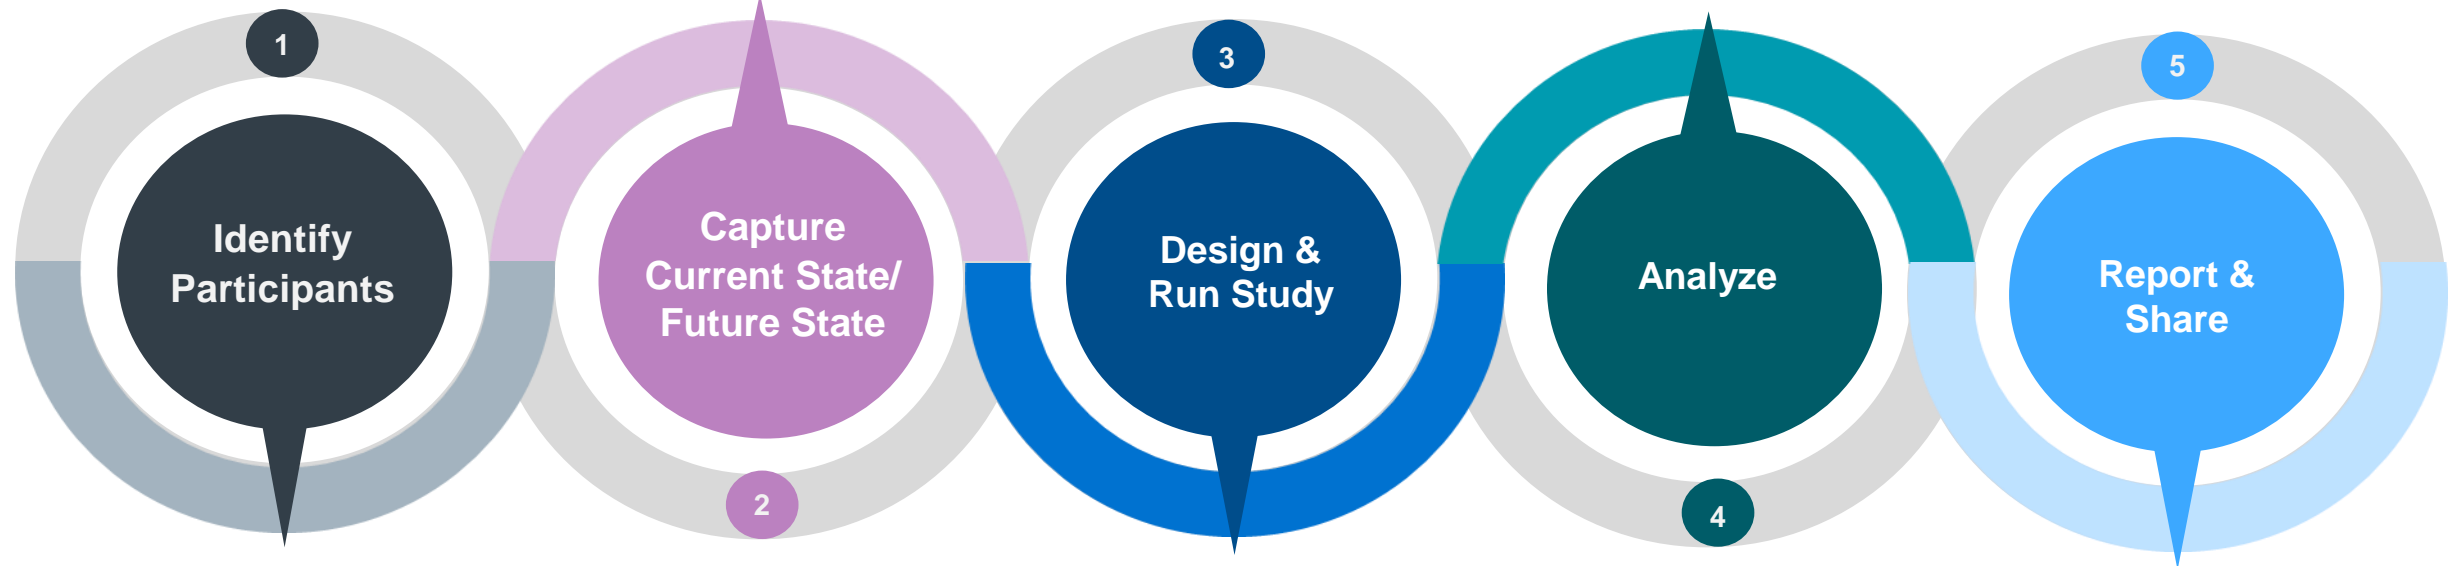 1
Identify
Participants
Capture
Current State/
Future State
2
3
Design &
Run Study
Analyze
4
5
Report &
Share